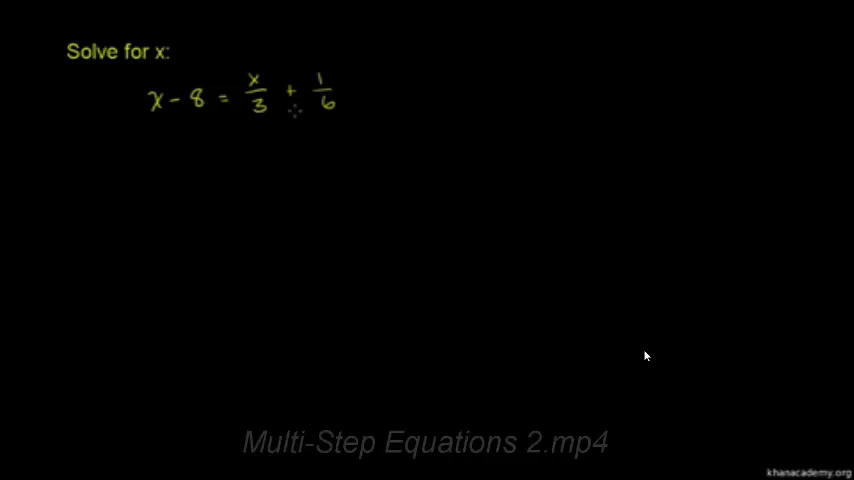 Solve for x:
x - 8 = x/3 + 1/6
Multi-Step Equations 2.mp4
khanacademy.org